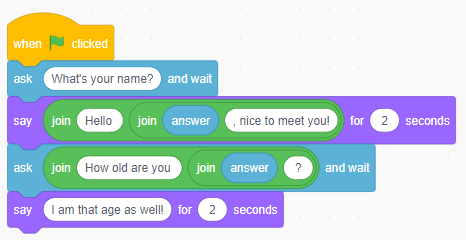 when clicked
ask What's your name? and wait
say join Hello join answer , nice to meet you! for 2 seconds
ask join How old are you join answer ? and wait
say I am that age as well! for 2 seconds